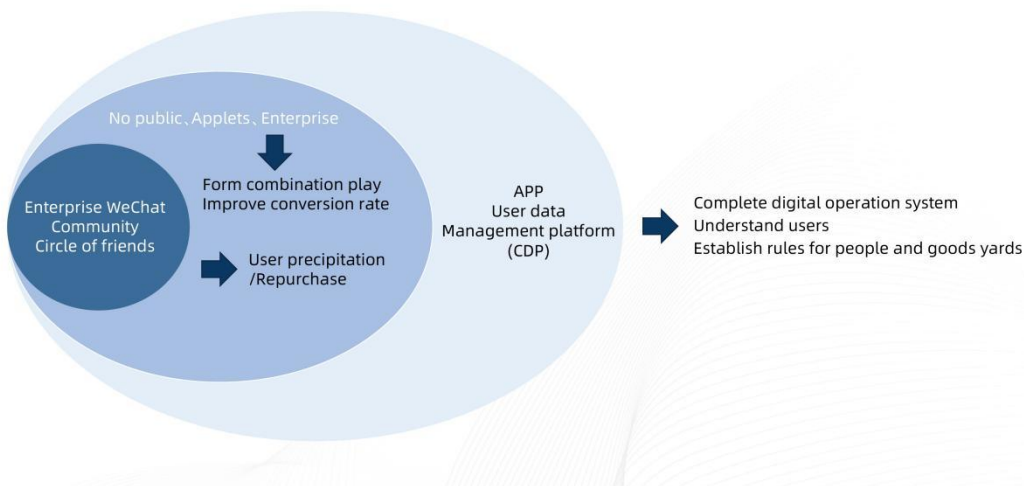 No public、Applets、Enterprise
Form combination play
Improve conversion rate
Enterprise WeChat
Community
Circle of friends
User precipitation
/Repurchase
APP
User data
Management platform
(CDP)
Complete digital operation system
Understand users
Establish rules for people and goods yards